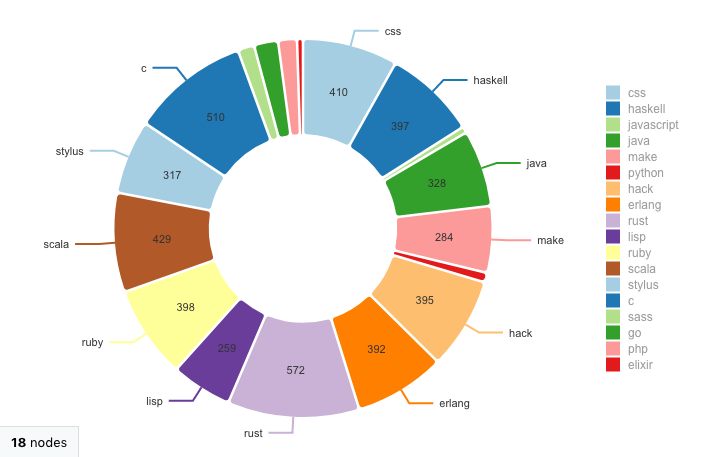 css
haskell
java
make
hack
erlang
rust
lisp
ruby
scala
stylus
c
410
397
328
284
395
392
572
259
398
429
317
510
css
haskell
javascript
java
make
python
hack
erlang
rust
lisp
ruby
scala
stylus
c
sass
go
php
elixir
18 nodes